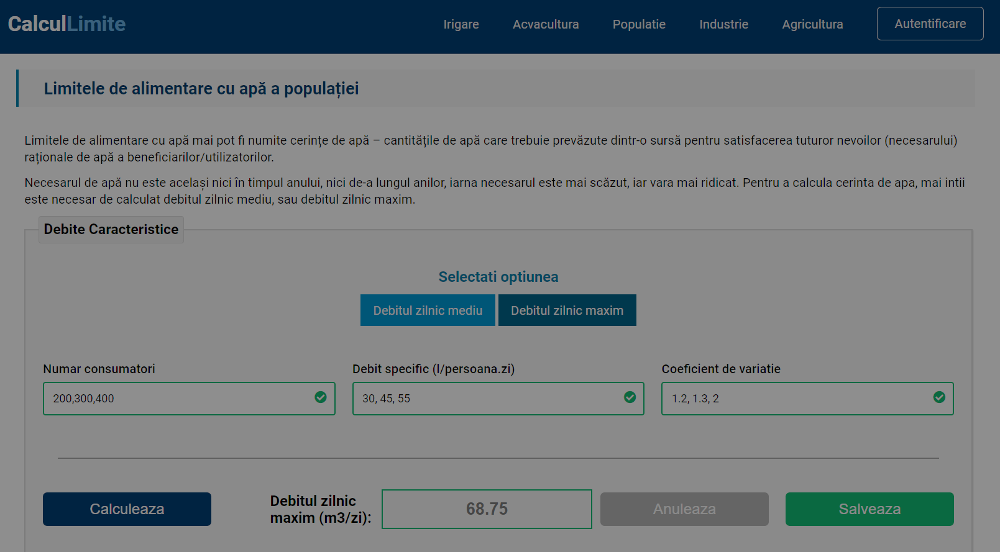 CalculLimite
Irigare
Acvacultura
Populatie
Industrie
Agricultura
Autentificare
Limitele de alimentare cu apă a populației
Limitele de alimentare cu apă mai pot fi numite cerințe de apă – cantitățile de apă care trebuie prevăzute dintr-o sursă pentru satisfacerea tuturor nevoilor (necesarului)
raționale de apă a beneficiarilor/utilizatorilor.
Necesarul de apă nu este același nici în timpul anului, nici de-a lungul anilor, iarna necesarul este mai scăzut, iar vara mai ridicat. Pentru a calcula cerinta de apa, mai intii
este necesar de calculat debitul zilnic mediu, sau debitul zilnic maxim.
Debite Caracteristice
Selectati optiunea
Debitul zilnic mediu
Debitul zilnic maxim
Numar consumatori
Debit specific (l/persoana.zi)
Coeficient de variatie
200,300,400
30, 45, 55
1.2, 1.3, 2
Calculeaza
Debitul zilnic
maxim (m3/zi):
68.75
Anuleaza
Salveaza